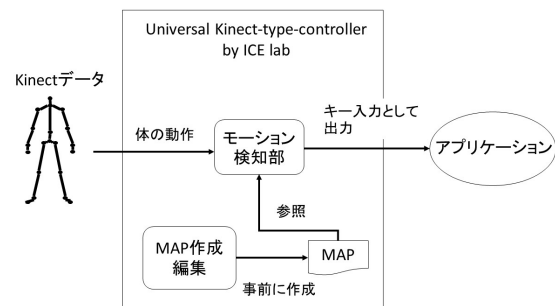 Universal Kinect-type-controller
by ICE lab
Kinectデータ
体の動作
モーション
検知部
キー入力として
出力
アプリケーション
参照
MAP作成
編集
MAP
事前に作成